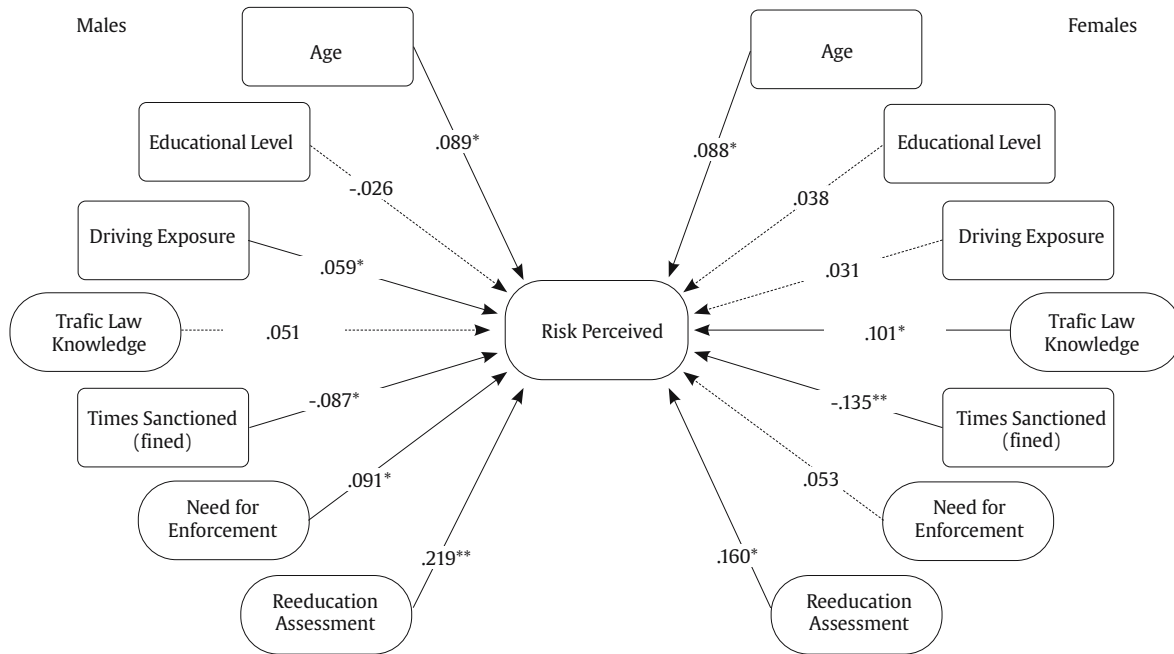 Males
Females
Age
Age
Educational Level
Educational Level
.089*
.088*
-.026
.038
Driving Exposure
Driving Exposure
.059*
.031
Trafic Law
Knowledge
.051
Risk Perceived
.101*
Trafic Law
Knowledge
Times Sanctioned
(fined)
-.087*
-.135**
Times Sanctioned
(fined)
.091*
.053
Need for
Enforcement
Need for
Enforcement
.219**
.160*
Reeducation
Assessment
Reeducation
Assessment